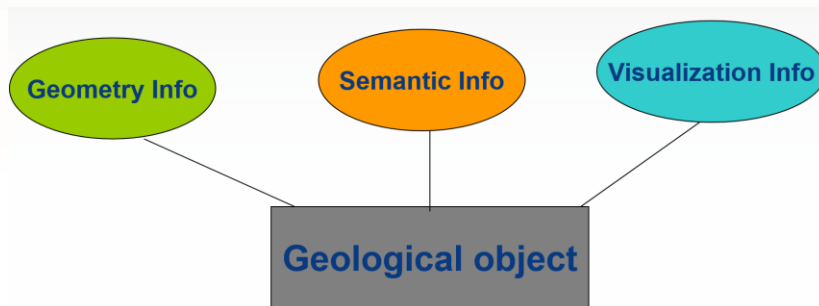 Geometry Info
Semantic Info
Visualization Info
Geological object